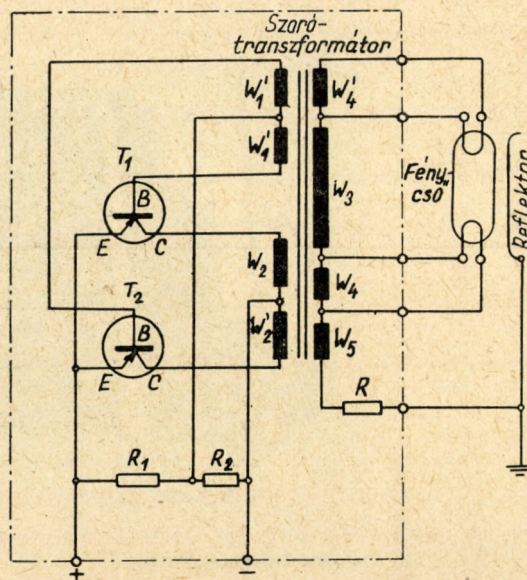 Szóró-
transzformátor
W₁'
W₄'
W₁'
T₁
B
E
C
W₃
Fény-
cső
Reflektor
W₂
T₂
W₄
B
W₂'
W₅
E
C
R
R₁
R₂
+
−